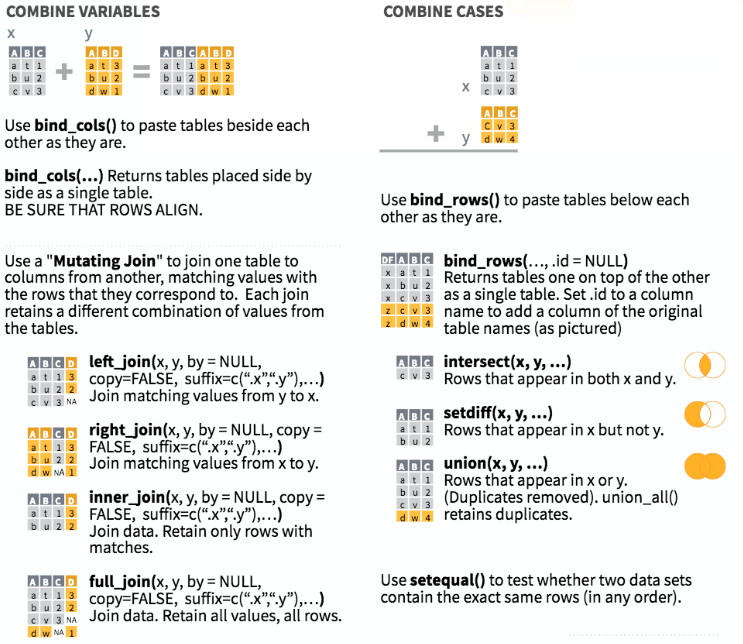 COMBINE VARIABLES
x y
A B C
a t 1
b u 2
c v 3
+
A B D
a t 3
b u 2
d w 1
=
A B C A B D
a t 1 a t 3
b u 2 b u 2
c v 3 d w 1
Use bind_cols() to paste tables beside each
other as they are.
bind_cols(…) Returns tables placed side by
side as a single table.
BE SURE THAT ROWS ALIGN.
Use a "Mutating Join" to join one table to
columns from another, matching values with
the rows that they correspond to. Each join
retains a different combination of values from
the tables.
A B C D
a t 1 3
b u 2 2
c v 3 NA
left_join(x, y, by = NULL,
copy=FALSE, suffix=c(“.x”,“.y”),…)
Join matching values from y to x.
A B C D
a t 1 3
b u 2 2
d w NA 1
right_join(x, y, by = NULL, copy =
FALSE, suffix=c(“.x”,“.y”),…)
Join matching values from x to y.
A B C D
a t 1 3
b u 2 2
inner_join(x, y, by = NULL, copy =
FALSE, suffix=c(“.x”,“.y”),…)
Join data. Retain only rows with
matches.
A B C D
a t 1 3
b u 2 2
c v 3 NA
d w NA 1
full_join(x, y, by = NULL,
copy=FALSE, suffix=c(“.x”,“.y”),…)
Join data. Retain all values, all rows.
COMBINE CASES
x
A B C
a t 1
b u 2
c v 3
+ y
A B C
C v 3
d w 4
Use bind_rows() to paste tables below each
other as they are.
DF A B C
x a t 1
x b u 2
x c v 3
z c v 3
z d w 4
bind_rows(…, .id = NULL)
Returns tables one on top of the other
as a single table. Set .id to a column
name to add a column of the original
table names (as pictured)
A B C
c v 3
intersect(x, y, …)
Rows that appear in both x and y.
A B C
a t 1
b u 2
setdiff(x, y, …)
Rows that appear in x but not y.
A B C
a t 1
b u 2
c v 3
d w 4
union(x, y, …)
Rows that appear in x or y.
(Duplicates removed). union_all()
retains duplicates.
Use setequal() to test whether two data sets
contain the exact same rows (in any order).